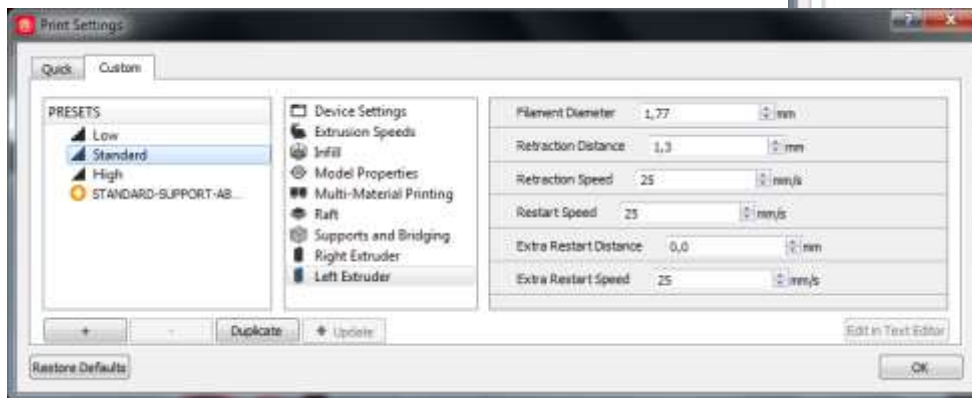 Print Settings
Quick
Custom
PRESETS
Low
Standard
High
STANDARD-SUPPORT-AB...
Device Settings
Extrusion Speeds
Infill
Model Properties
Multi-Material Printing
Raft
Supports and Bridging
Right Extruder
Left Extruder
Filament Diameter 1,77 mm
Retraction Distance 1,3 mm
Retraction Speed 25 mm/s
Restart Speed 25 mm/s
Extra Restart Distance 0,0 mm
Extra Restart Speed 25 mm/s
+ - Duplicate Update Edit in Text Editor
Restore Defaults OK